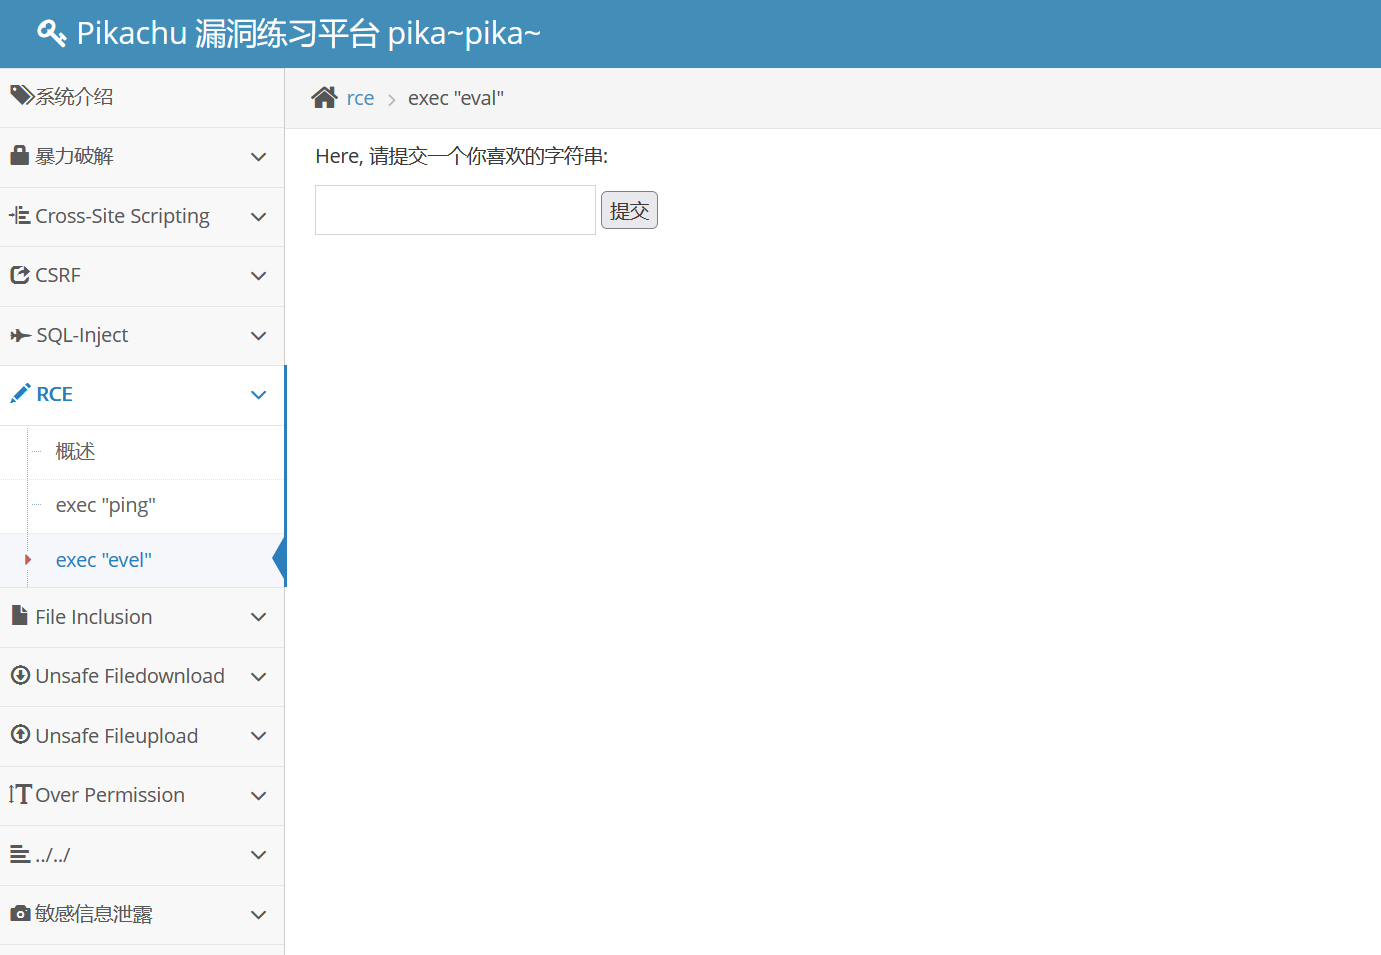 Pikachu 漏洞练习平台 pika~pika~
系统介绍
暴力破解
Cross-Site Scripting
CSRF
SQL-Inject
RCE
概述
exec "ping"
exec "evel"
File Inclusion
Unsafe Filedownload
Unsafe Fileupload
Over Permission
../../
敏感信息泄露
rce > exec "eval"
Here, 请提交一个你喜欢的字符串:
提交